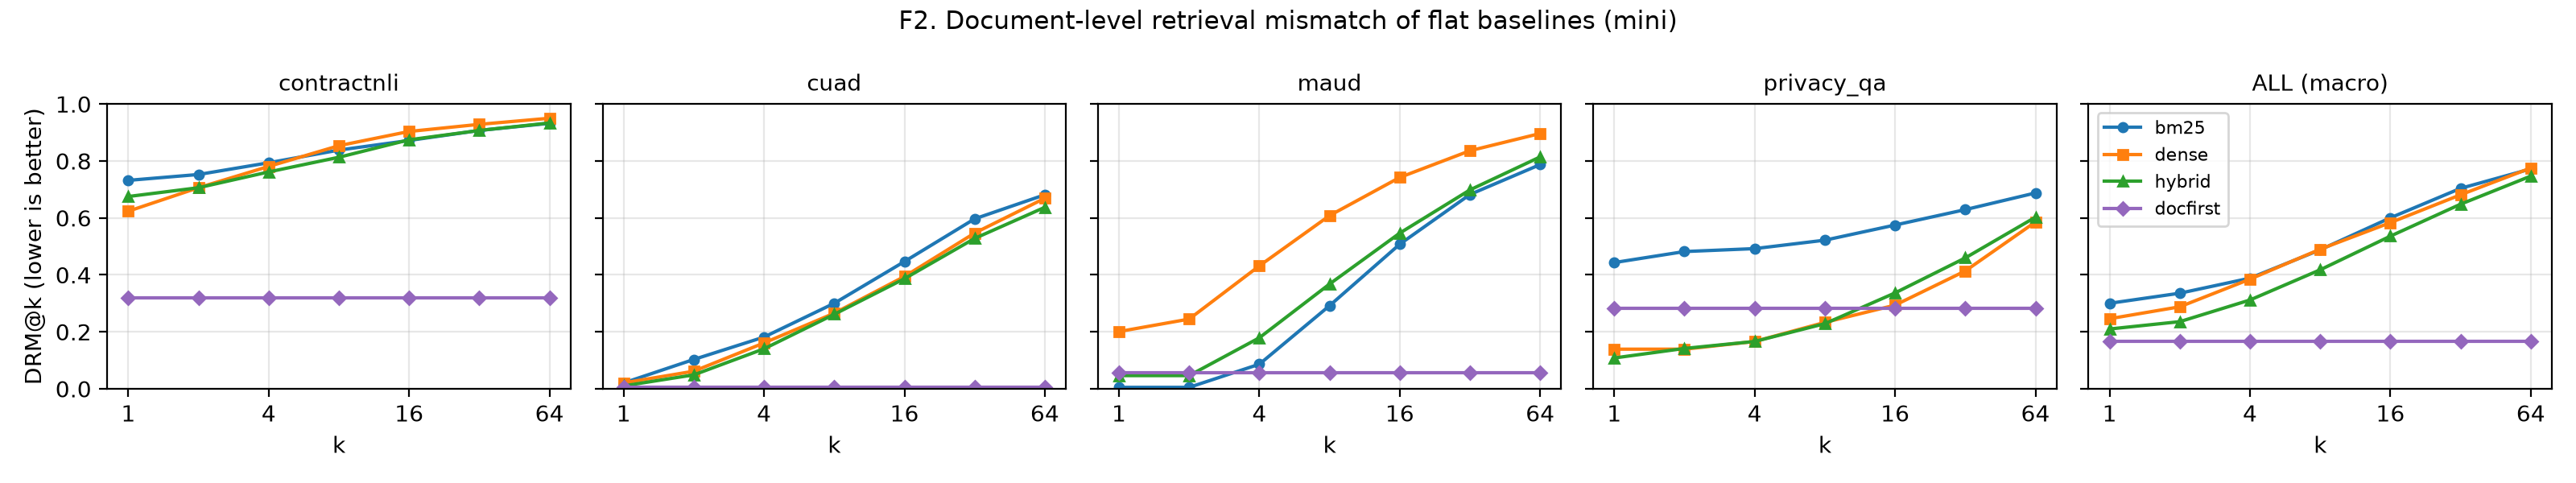 F2. Document-level retrieval mismatch of flat baselines (mini)
contractnli
cuad
maud
privacy_qa
ALL (macro)
DRM@k (lower is better)
1.0
0.8
0.6
0.4
0.2
0.0
bm25
dense
hybrid
docfirst
1 4 16 64
1 4 16 64
1 4 16 64
1 4 16 64
1 4 16 64
k
k
k
k
k